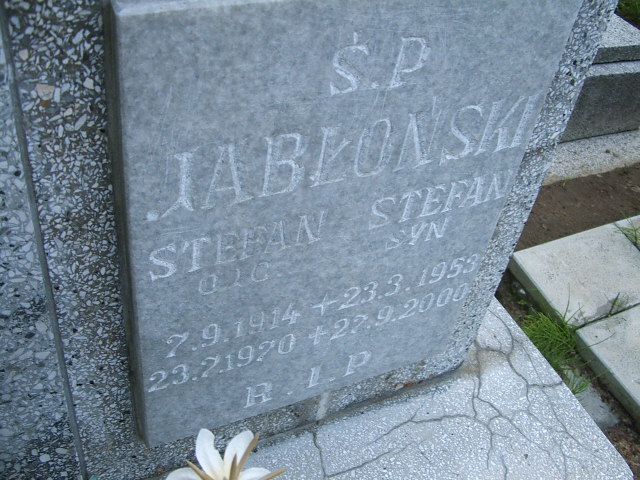 Ś.P
JABŁOŃSKI
STEFAN STEFAN
OJC SYN
7.9.1914 + 23.3.1953
23.7.1970 + 27.9.2000
R.I.P